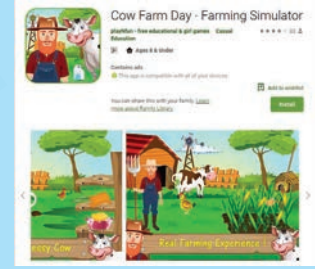 Cow Farm Day - Farming Simulator
playMun - free educational & girl games Casual
Education
Ages 8 & Under
Contains ads
This app is compatible with all of your devices.
Add to wishlist
You can share this with your family. Learn
more about Family Library
Install
Cow
Real Farming Experience !